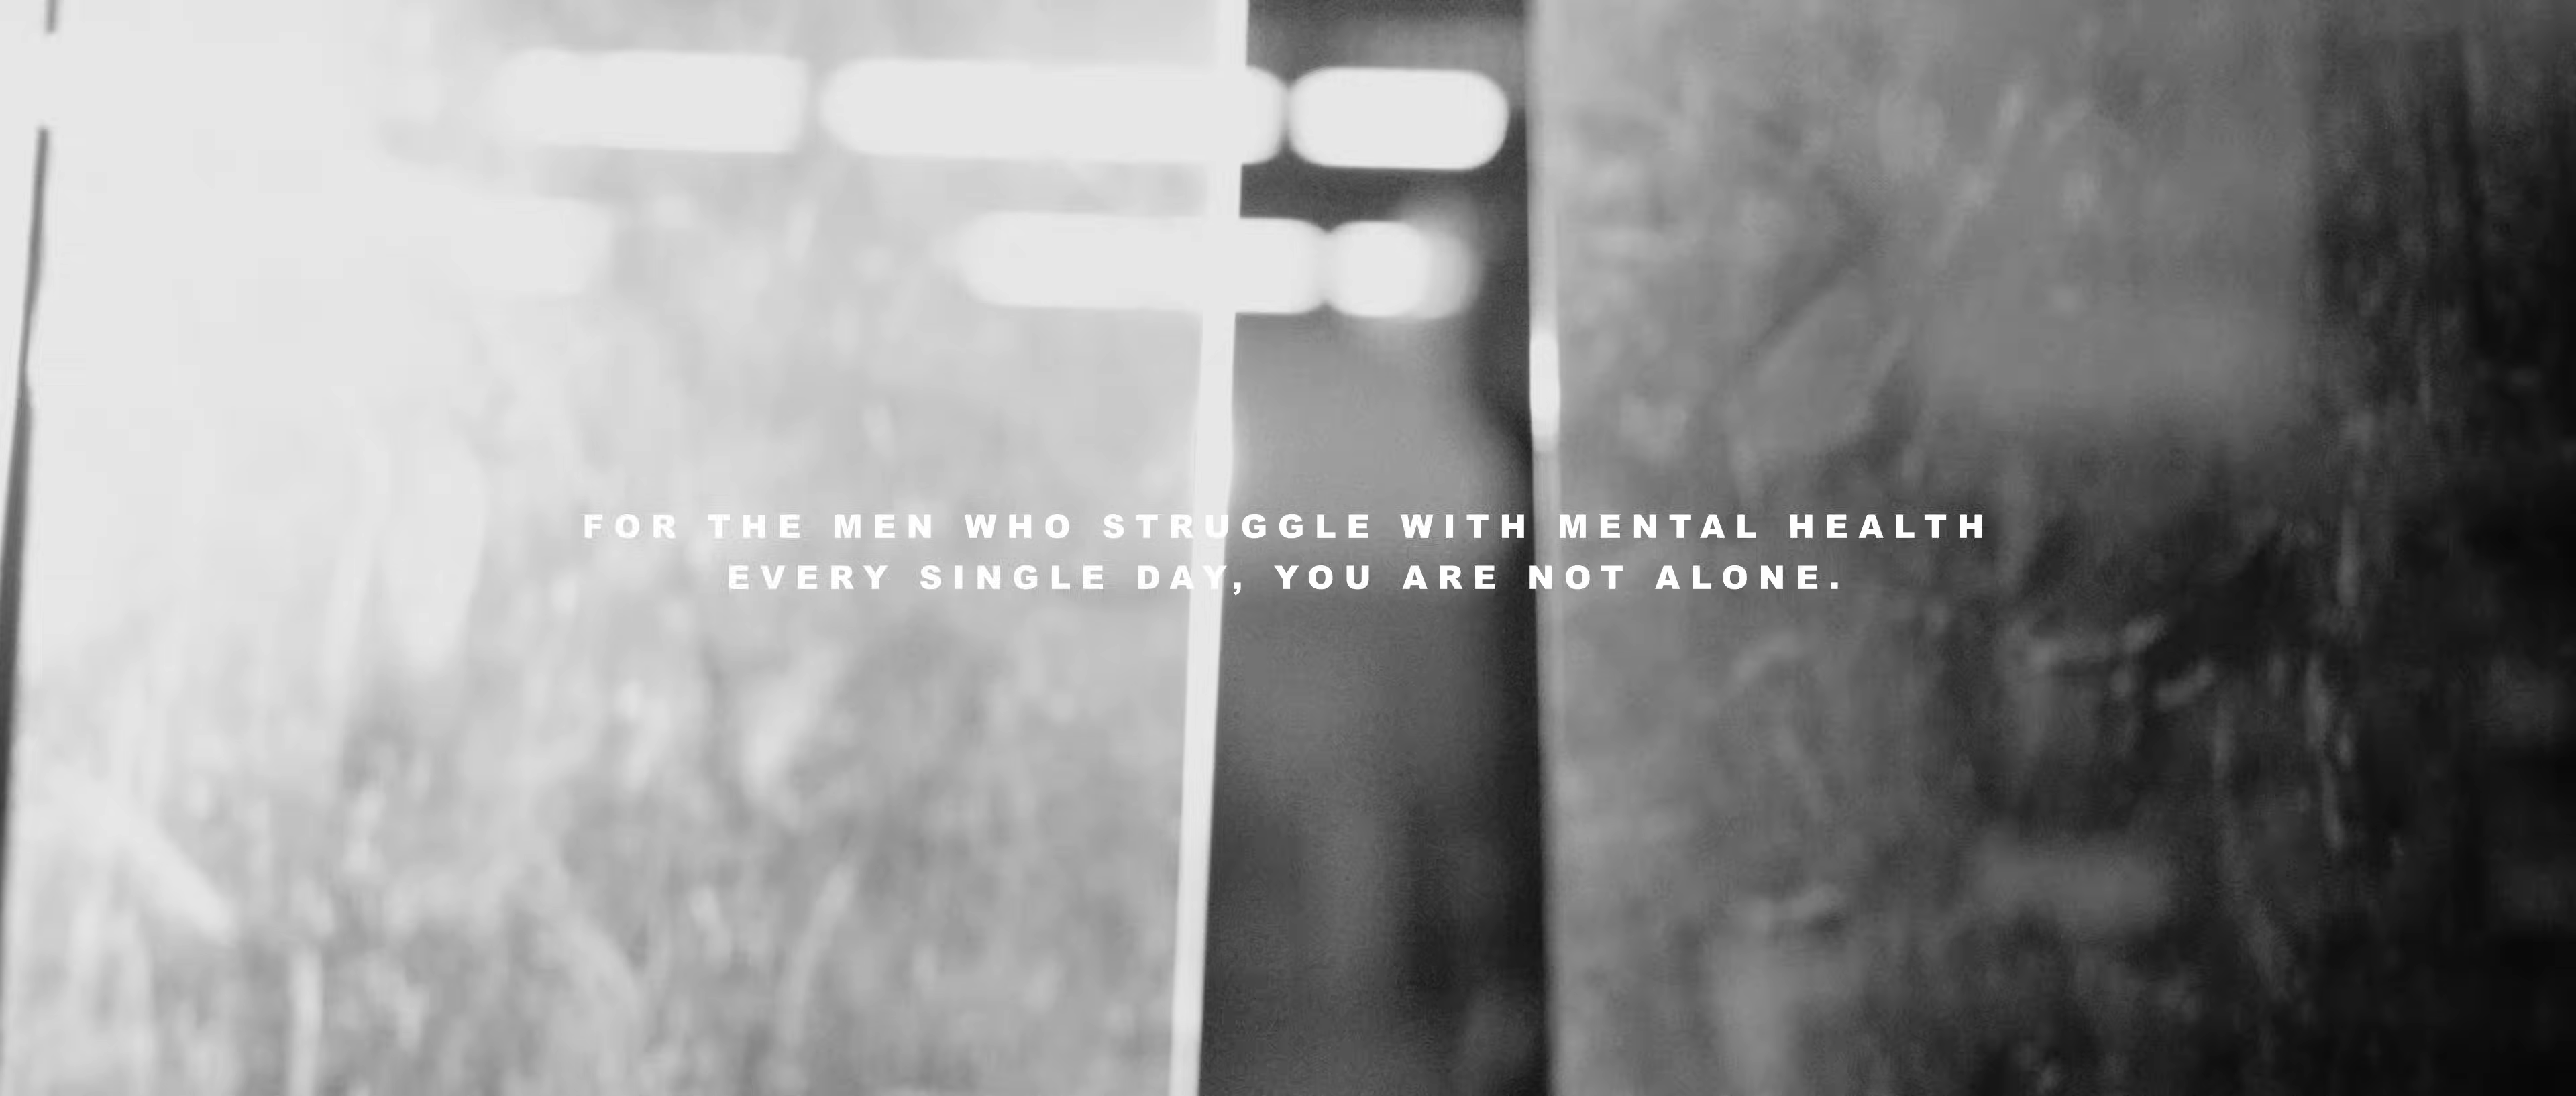 FOR THE MEN WHO STRUGGLE WITH MENTAL HEALTH
EVERY SINGLE DAY, YOU ARE NOT ALONE.